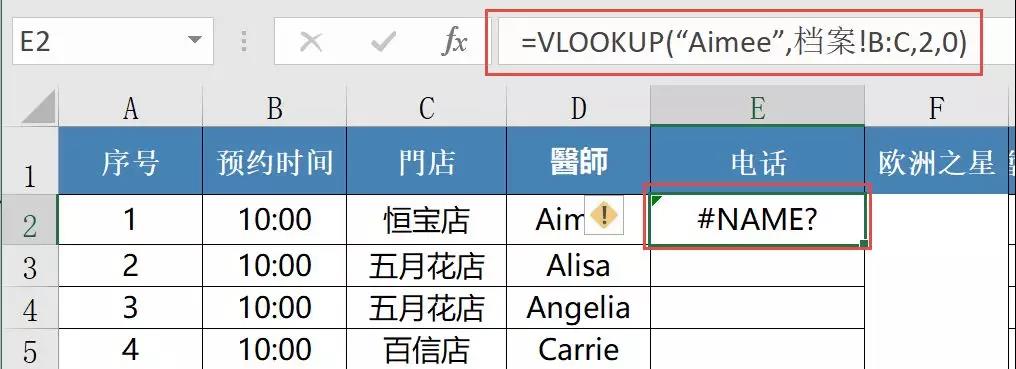 E2 fx =VLOOKUP(“Aimee”,档案!B:C,2,0)
A B C D E F
1 序号 预约时间 門店 醫師 电话 欧洲之星
2 1 10:00 恒宝店 Aim #NAME?
3 2 10:00 五月花店 Alisa
4 3 10:00 五月花店 Angelia
5 4 10:00 百信店 Carrie